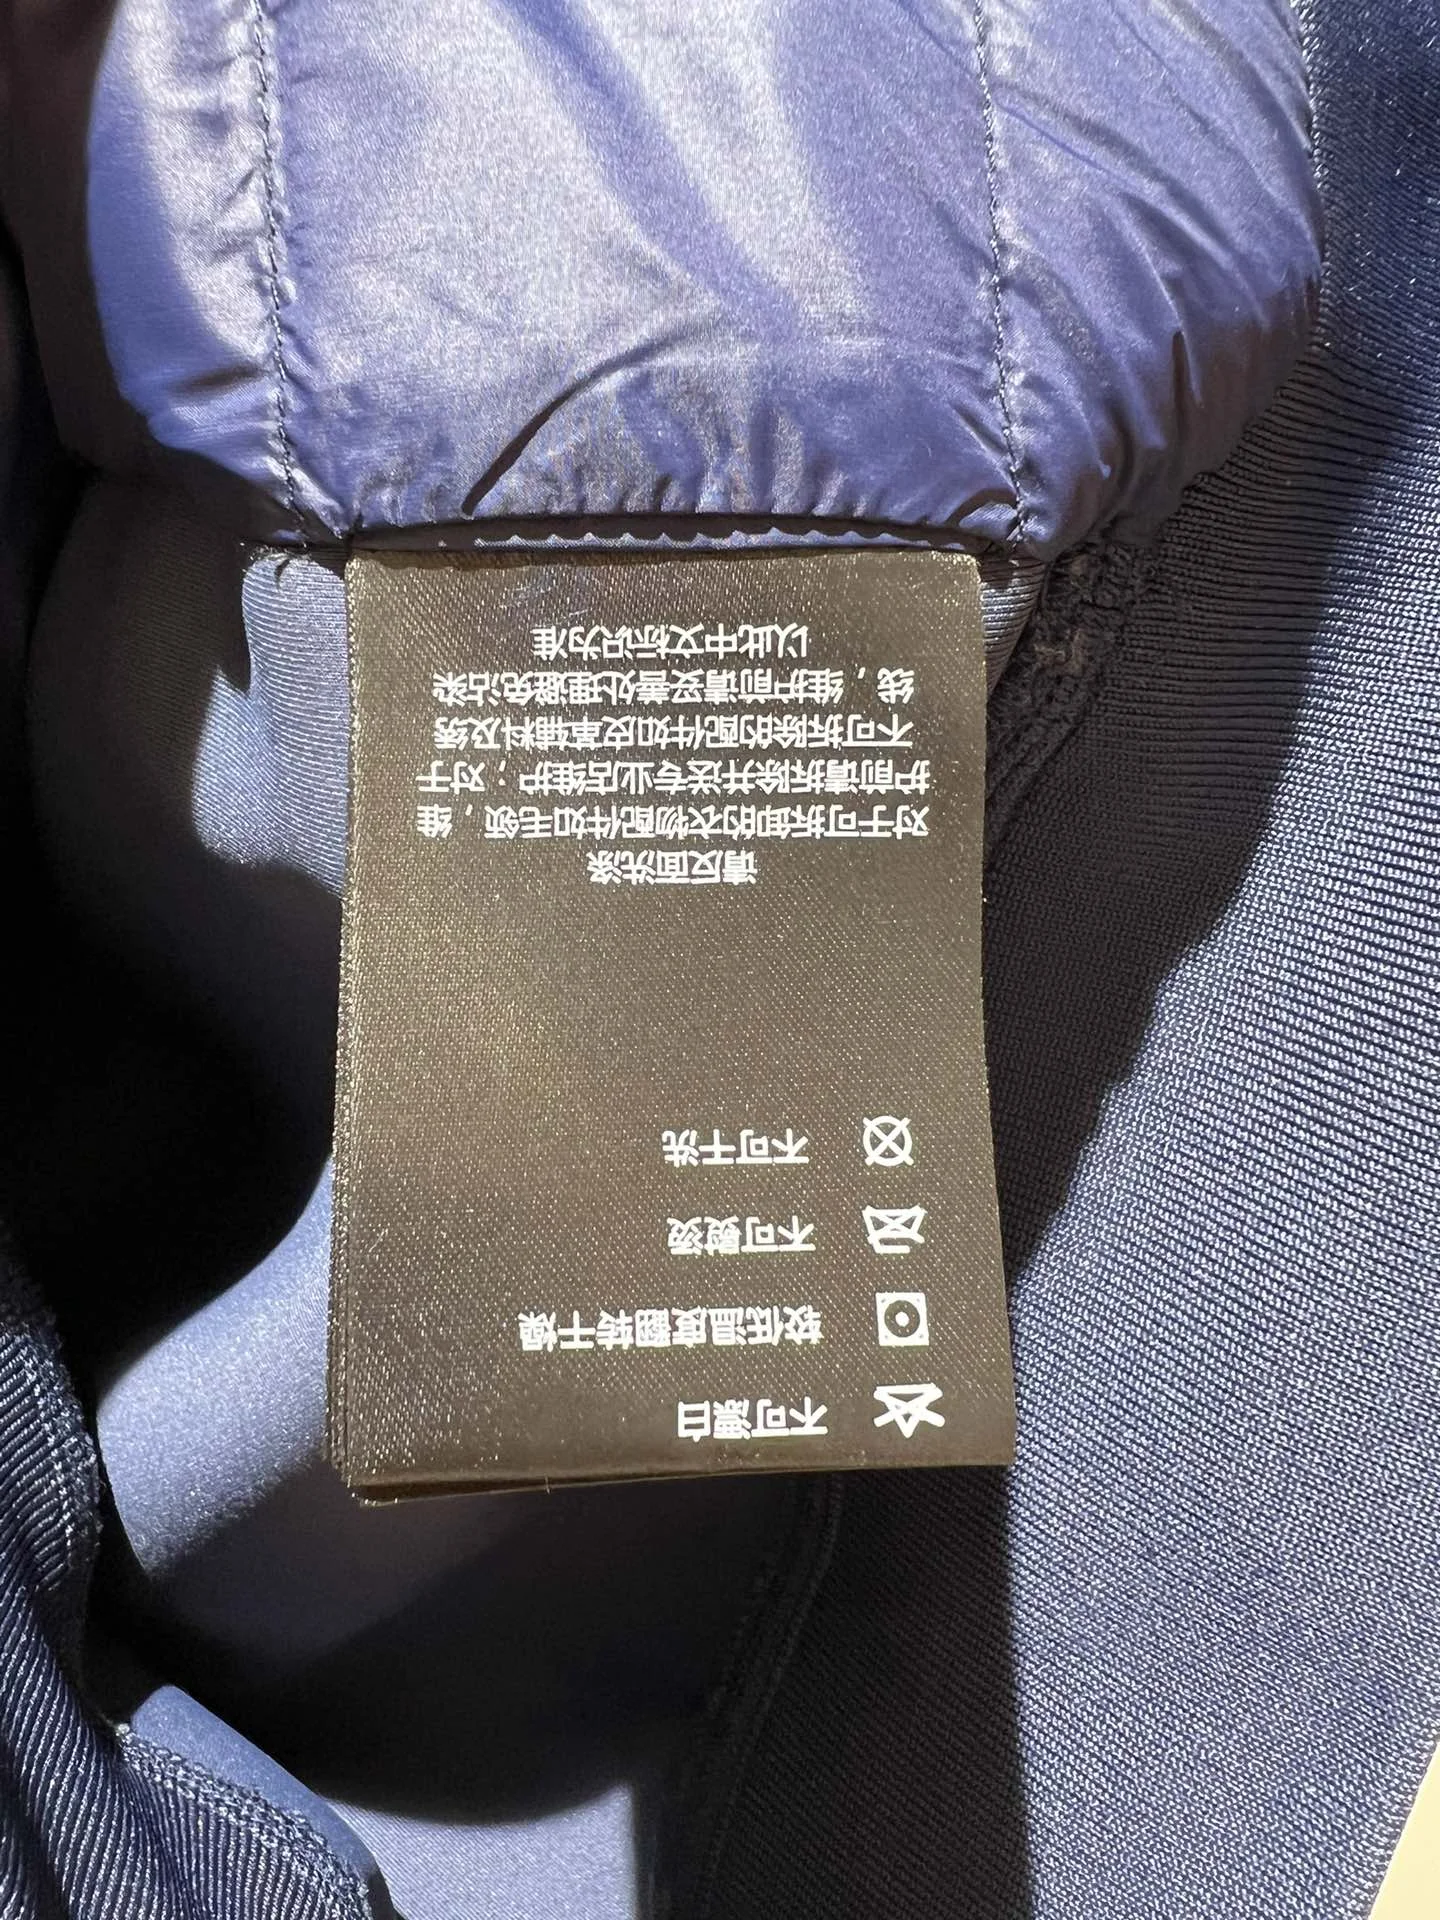 不可漂白
较低温度翻转干燥
不可熨烫
不可干洗
请反面洗涤
对于可拆卸的衣物配件如毛领，维
护前请拆除并送专业店维护；对于
不可拆除的配件如皮革辅料及绣
线，维护前请妥善处理避免沾染
以此中文标识为准